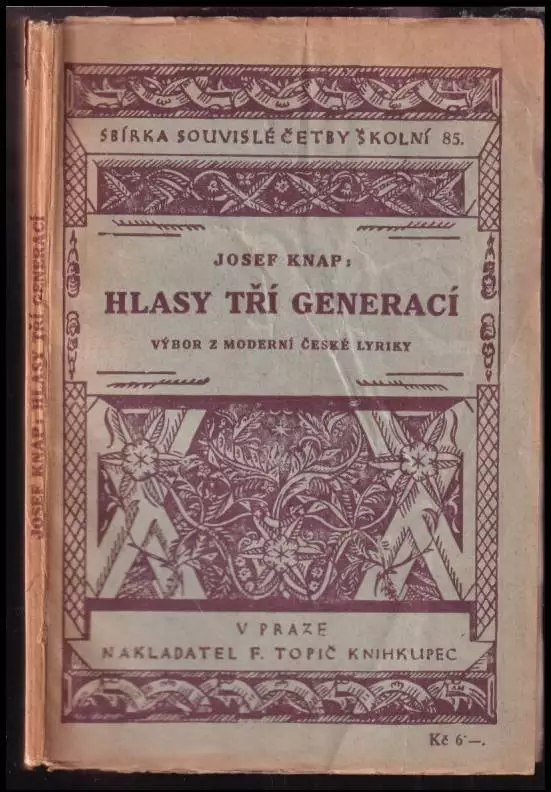 SBÍRKA SOUVISLÉ ČETBY ŠKOLNÍ 85.
JOSEF KNAP:
HLASY TŘÍ GENERACÍ
VÝBOR Z MODERNÍ ČESKÉ LYRIKY
V PRAZE
NAKLADATEL F. TOPIČ KNIHKUPEC
AM
Kč 6·—.
JOSEF KNAP: HLASY TŘÍ GENERACÍ